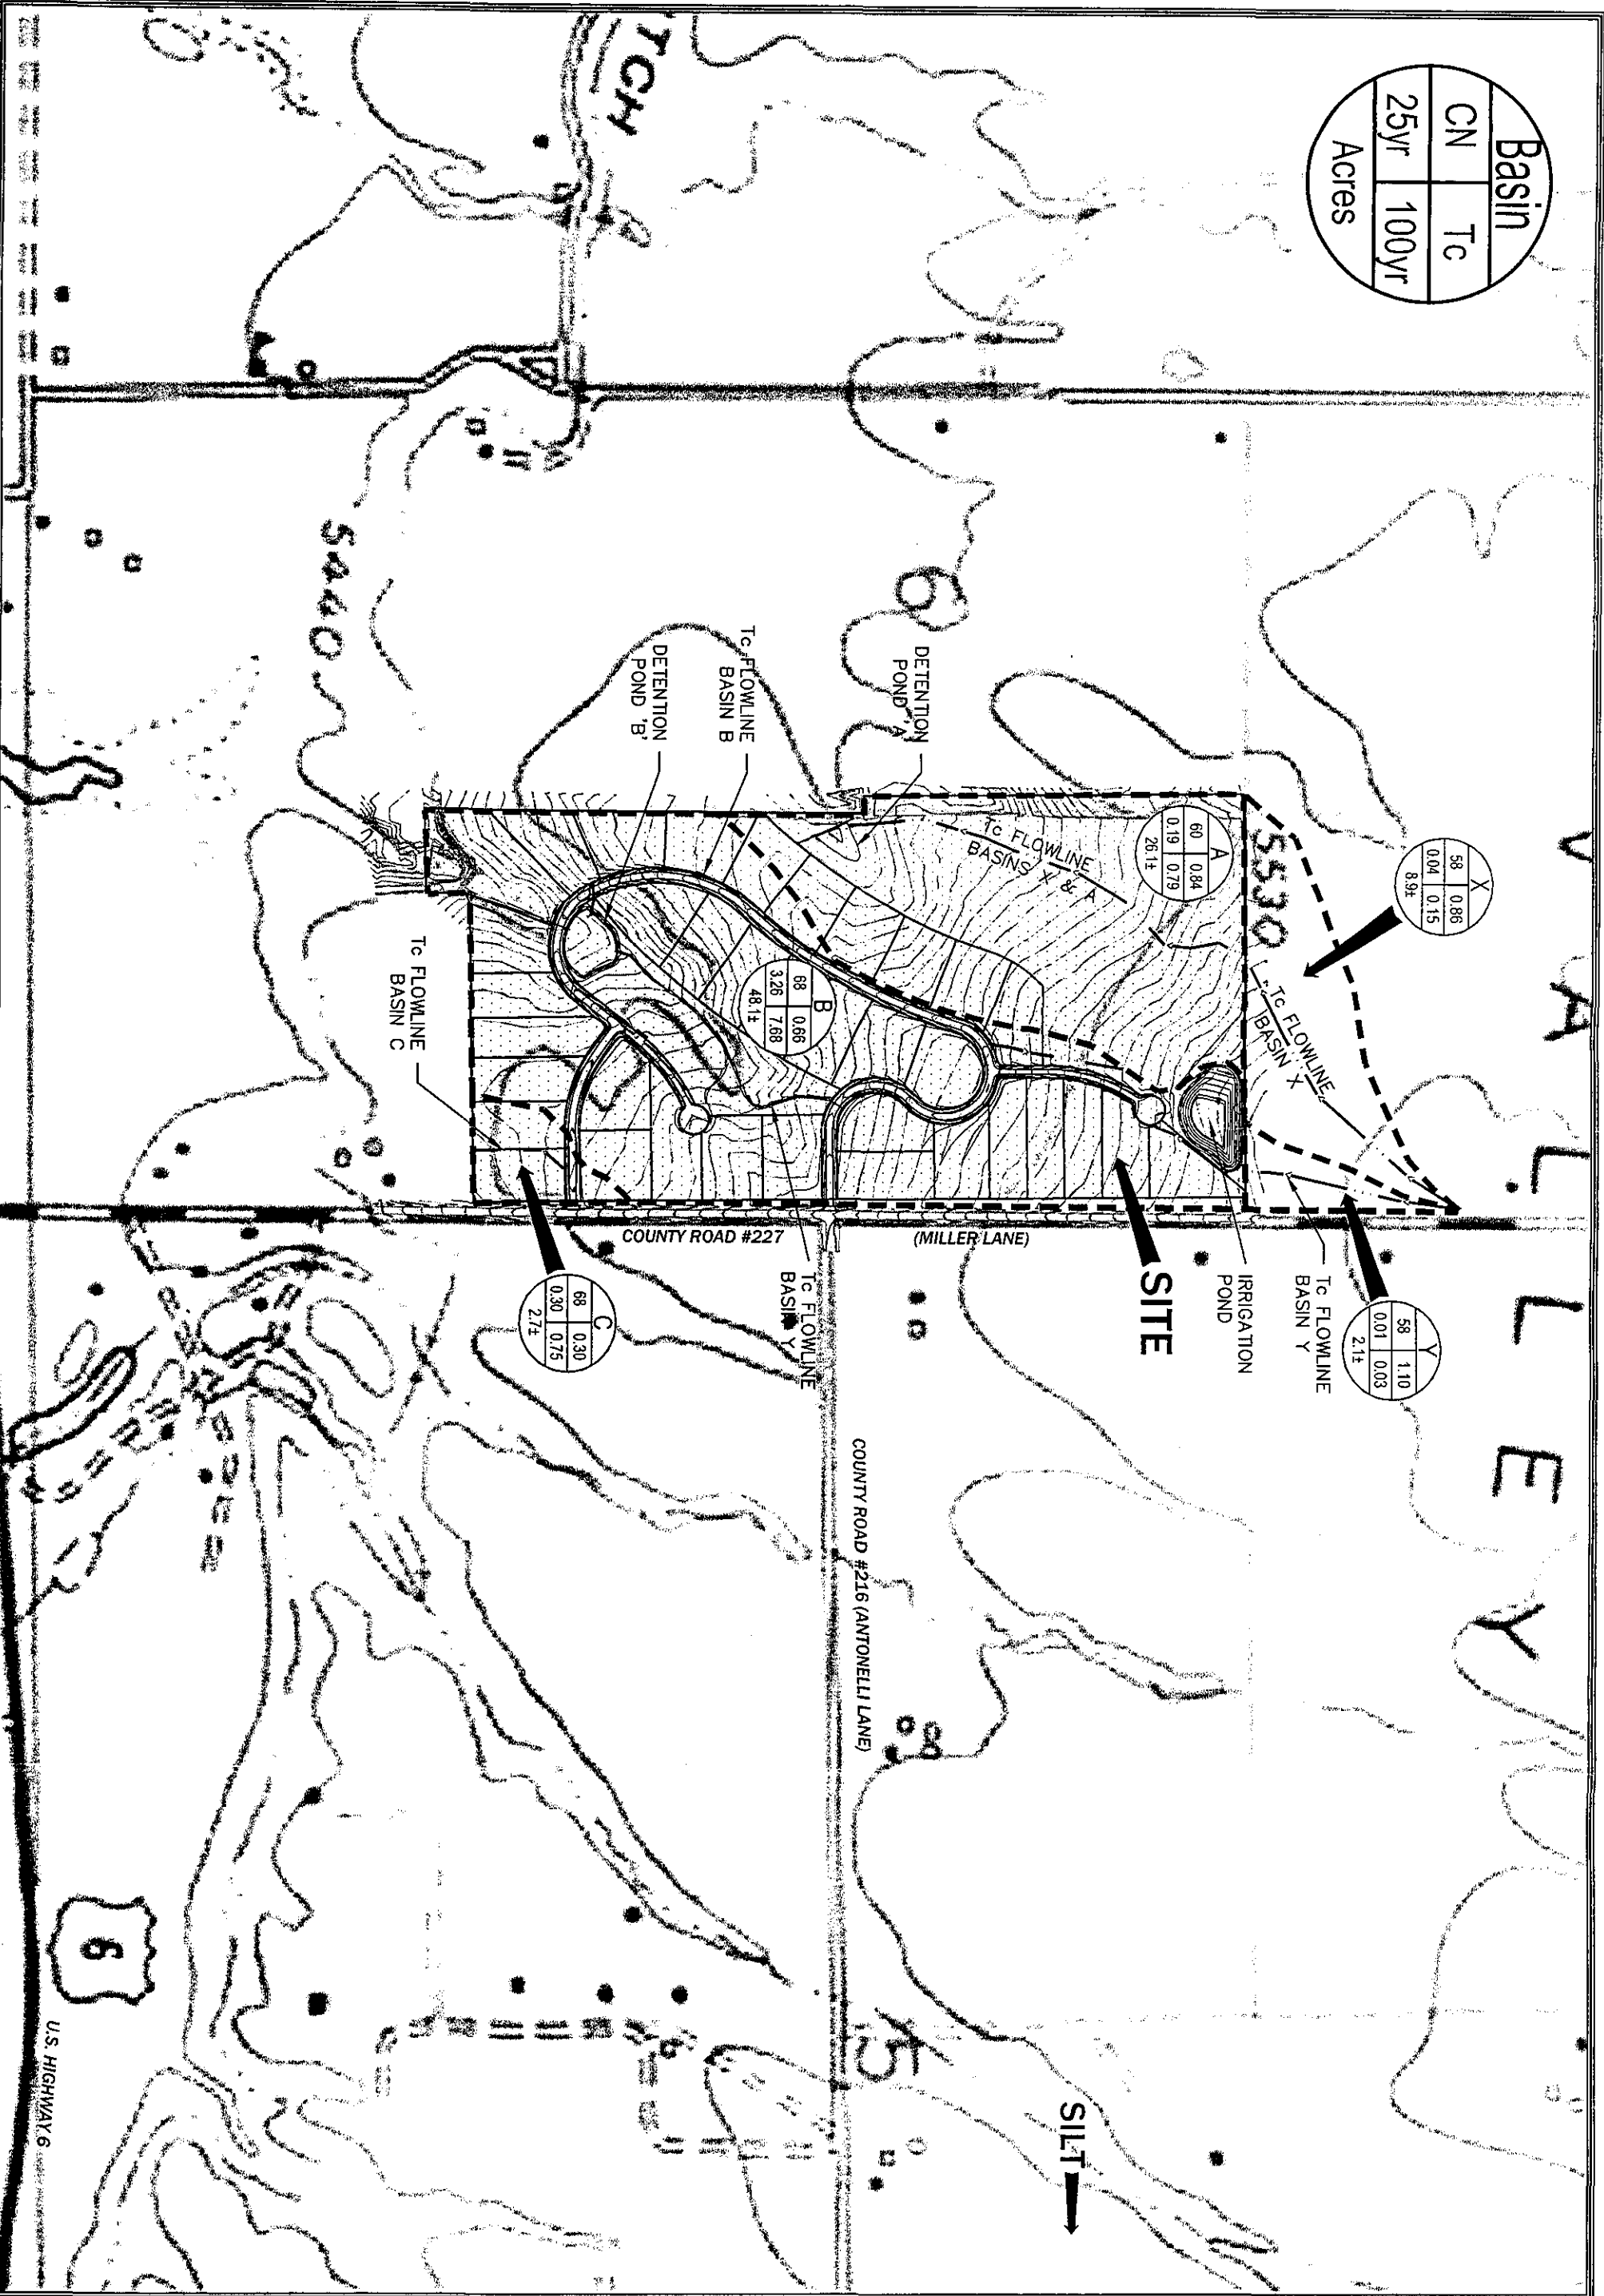 Basin
CN Tc
25yr 100yr
Acres
TCH
VALLEY
5530
5440
6
5
X
58 0.86
0.04 0.15
8.9±
A
60 0.84
0.19 0.79
26.1±
B
68 0.66
3.26 7.68
48.1±
Y
58 1.10
0.01 0.03
2.1±
C
68 0.30
0.30 0.75
2.7±
Tc FLOWLINE
BASIN X
Tc FLOWLINE
BASIN Y
IRRIGATION
POND
SITE
Tc FLOWLINE
BASINS X & A
DETENTION
POND 'A'
Tc FLOWLINE
BASIN B
DETENTION
POND 'B'
Tc FLOWLINE
BASIN C
Tc FLOWLINE
BASIN Y
COUNTY ROAD #227 (MILLER LANE)
COUNTY ROAD #216 (ANTONELLI LANE)
SILT
6
U.S. HIGHWAY 6